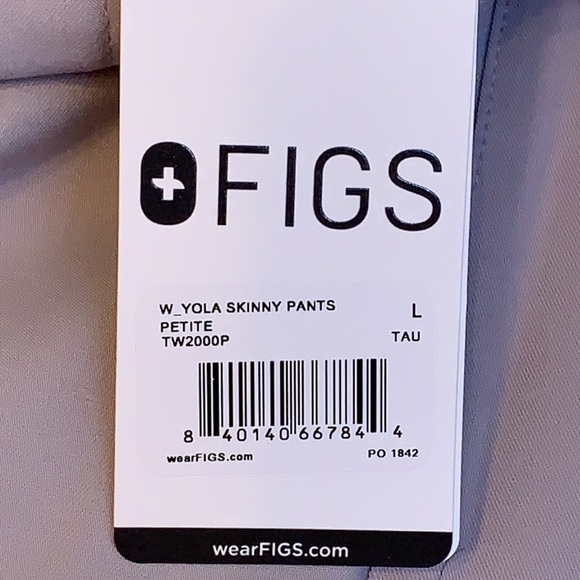 FIGS
W_YOLA SKINNY PANTS L
PETITE
TW2000P TAU
8 40140 66784 4
wearFIGS.com PO 1842
wearFIGS.com